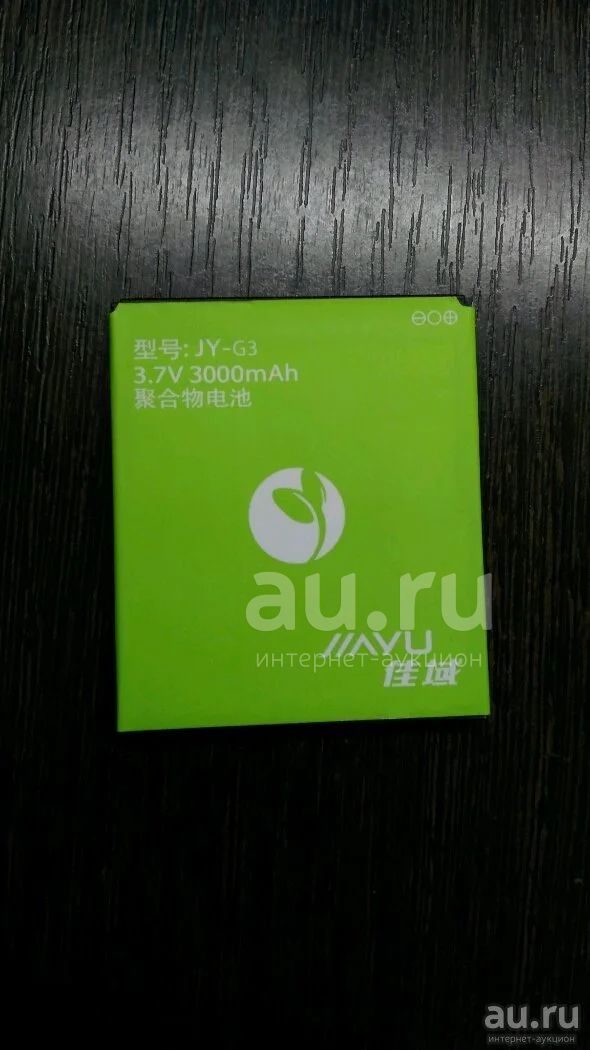 ⊖○⊕
型号: JY-G3
3.7V 3000mAh
聚合物电池
au.ru
интернет-аукцион
JIAYU
佳域
au.ru
интернет-аукцион